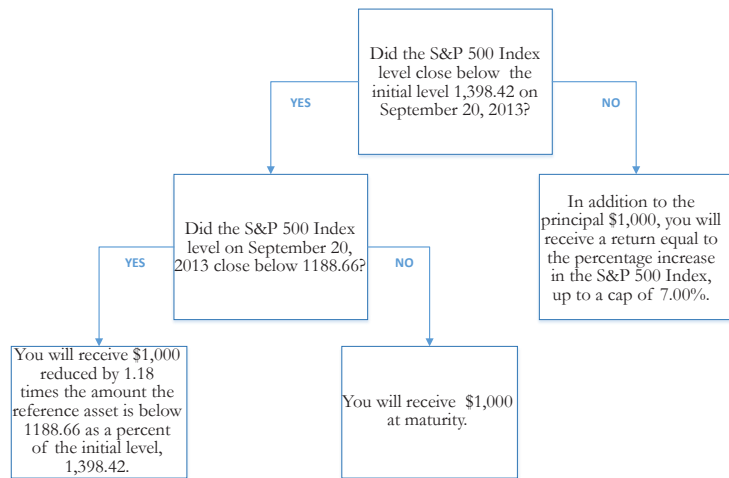 Did the S&P 500 Index
level close below the
initial level 1,398.42 on
September 20, 2013?
YES
NO
Did the S&P 500 Index
level on September 20,
2013 close below 1188.66?
In addition to the
principal $1,000, you will
receive a return equal to
the percentage increase
in the S&P 500 Index,
up to a cap of 7.00%.
YES
NO
You will receive $1,000
reduced by 1.18
times the amount the
reference asset is below
1188.66 as a percent
of the initial level,
1,398.42.
You will receive $1,000
at maturity.